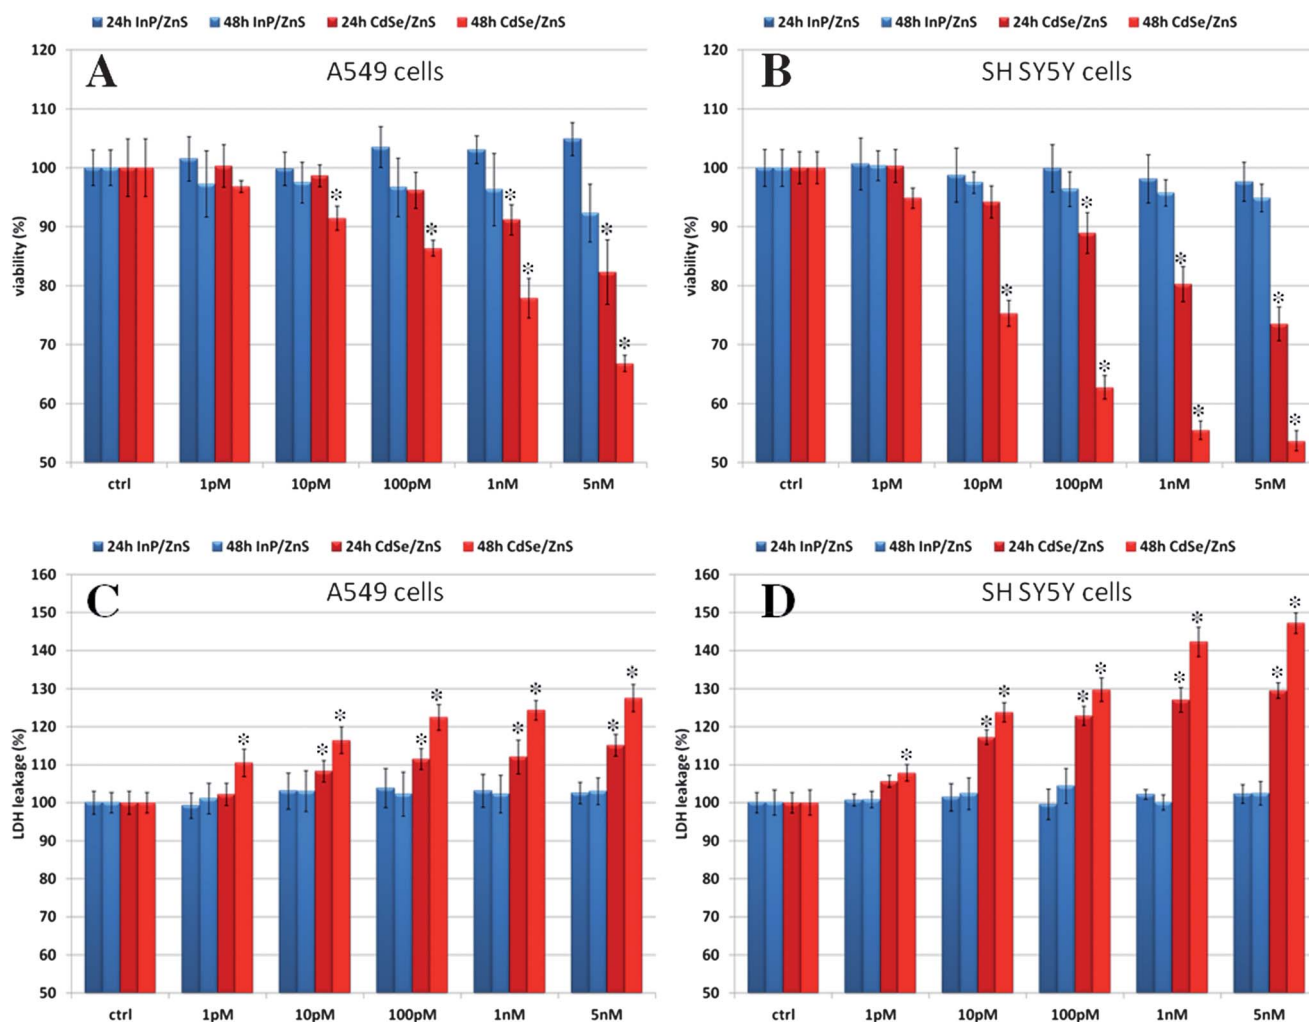 24h InP/ZnS 48h InP/ZnS 24h CdSe/ZnS 48h CdSe/ZnS
A
A549 cells
viability (%)
120
110
100
90
80
70
60
50
* * * * * *
ctrl 1pM 10pM 100pM 1nM 5nM
24h InP/ZnS 48h InP/ZnS 24h CdSe/ZnS 48h CdSe/ZnS
B
SH SY5Y cells
viability (%)
120
110
100
90
80
70
60
50
* * * * * * *
ctrl 1pM 10pM 100pM 1nM 5nM
24h InP/ZnS 48h InP/ZnS 24h CdSe/ZnS 48h CdSe/ZnS
C
A549 cells
LDH leakage (%)
160
150
140
130
120
110
100
90
80
70
60
50
* * * * * * * * *
ctrl 1pM 10pM 100pM 1nM 5nM
24h InP/ZnS 48h InP/ZnS 24h CdSe/ZnS 48h CdSe/ZnS
D
SH SY5Y cells
LDH leakage (%)
160
150
140
130
120
110
100
90
80
70
60
50
* * * * * * * * *
ctrl 1pM 10pM 100pM 1nM 5nM